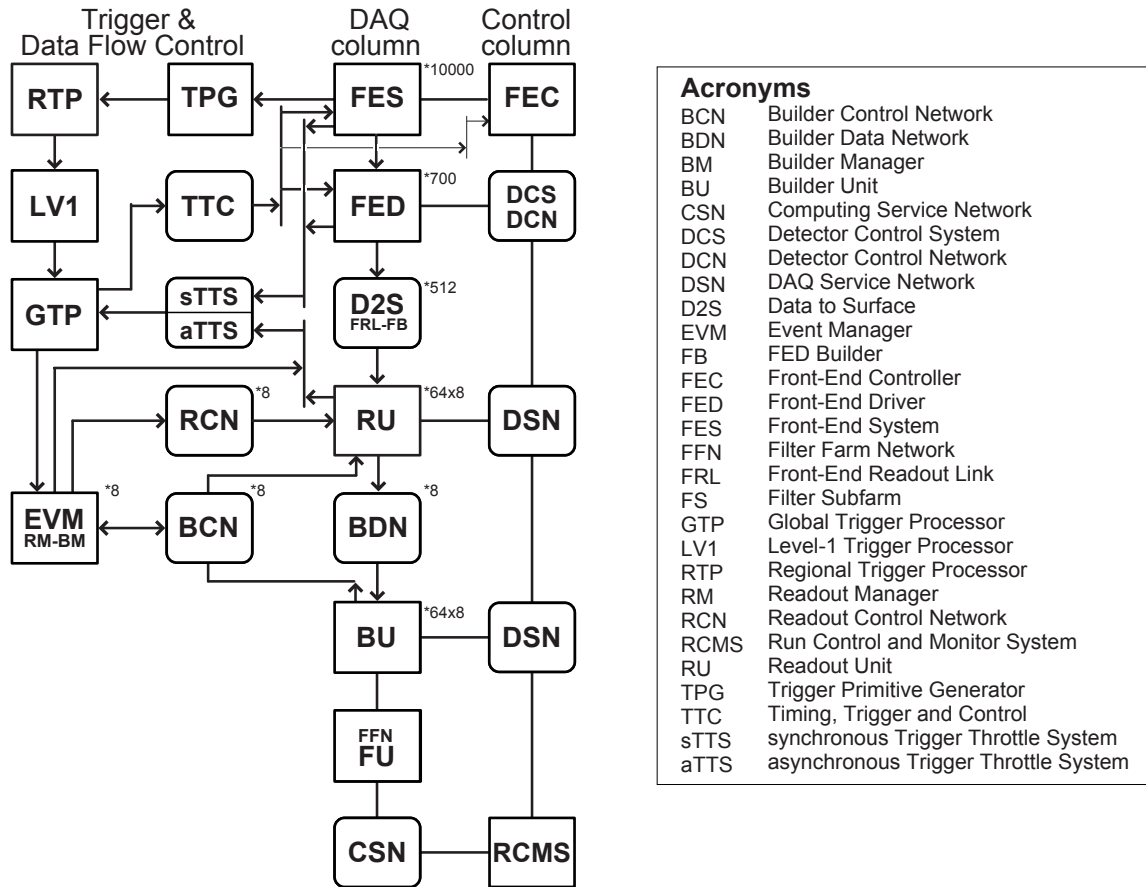 Trigger &
Data Flow Control
DAQ
column
Control
column
RTP
TPG
FES
*10000
FEC
LV1
TTC
FED
*700
DCS
DCN
GTP
sTTS
aTTS
D2S
FRL-FB
*512
RCN
*8
RU
*64x8
DSN
EVM
RM-BM
*8
BCN
*8
BDN
*8
BU
*64x8
DSN
FFN
FU
CSN
RCMS
Acronyms
BCN Builder Control Network
BDN Builder Data Network
BM Builder Manager
BU Builder Unit
CSN Computing Service Network
DCS Detector Control System
DCN Detector Control Network
DSN DAQ Service Network
D2S Data to Surface
EVM Event Manager
FB FED Builder
FEC Front-End Controller
FED Front-End Driver
FES Front-End System
FFN Filter Farm Network
FRL Front-End Readout Link
FS Filter Subfarm
GTP Global Trigger Processor
LV1 Level-1 Trigger Processor
RTP Regional Trigger Processor
RM Readout Manager
RCN Readout Control Network
RCMS Run Control and Monitor System
RU Readout Unit
TPG Trigger Primitive Generator
TTC Timing, Trigger and Control
sTTS synchronous Trigger Throttle System
aTTS asynchronous Trigger Throttle System